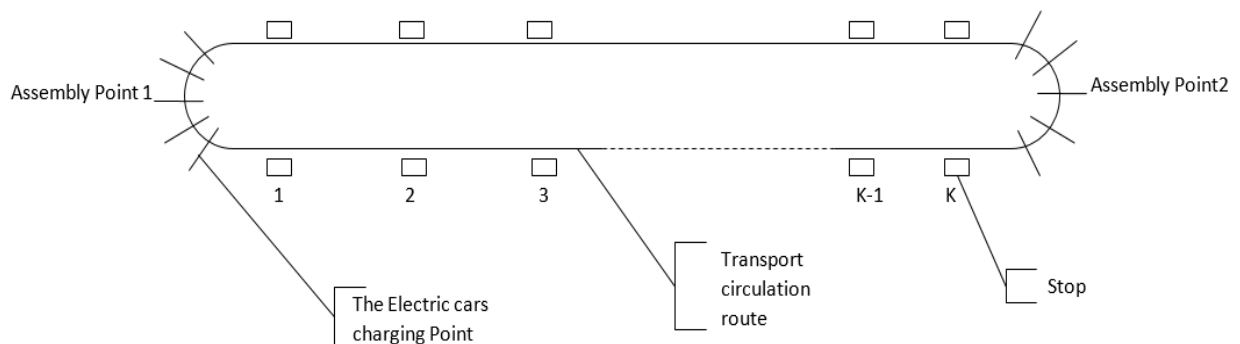 Assembly Point 1
Assembly Point2
1
2
3
K-1
K
The Electric cars
charging Point
Transport
circulation
route
Stop